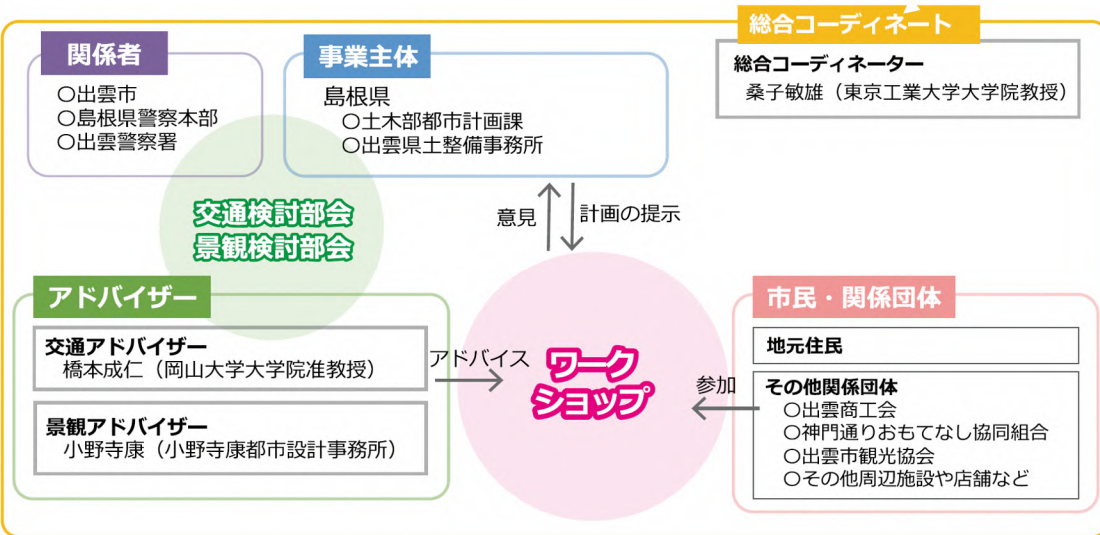 総合コーディネート
総合コーディネーター
桑子敏雄（東京工業大学大学院教授）
関係者
○出雲市
○島根県警察本部
○出雲警察署
事業主体
島根県
○土木部都市計画課
○出雲県土整備事務所
交通検討部会
景観検討部会
意見
計画の提示
アドバイザー
交通アドバイザー
橋本成仁（岡山大学大学院准教授）
景観アドバイザー
小野寺康（小野寺康都市設計事務所）
アドバイス
ワーク
ショップ
参加
市民・関係団体
地元住民
その他関係団体
○出雲商工会
○神門通りおもてなし協同組合
○出雲市観光協会
○その他周辺施設や店舗など